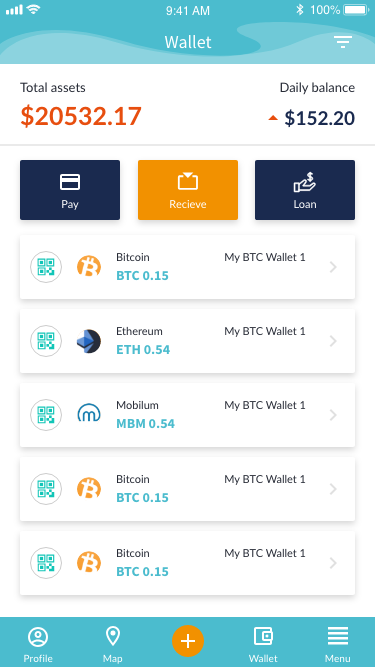 9:41 AM
100%
Wallet
Total assets
Daily balance
$20532.17
$152.20
Pay
Recieve
Loan
Bitcoin
My BTC Wallet 1
BTC 0.15
Ethereum
My BTC Wallet 1
ETH 0.54
Mobilum
My BTC Wallet 1
MBM 0.54
Bitcoin
My BTC Wallet 1
BTC 0.15
Bitcoin
My BTC Wallet 1
BTC 0.15
Profile
Map
Wallet
Menu